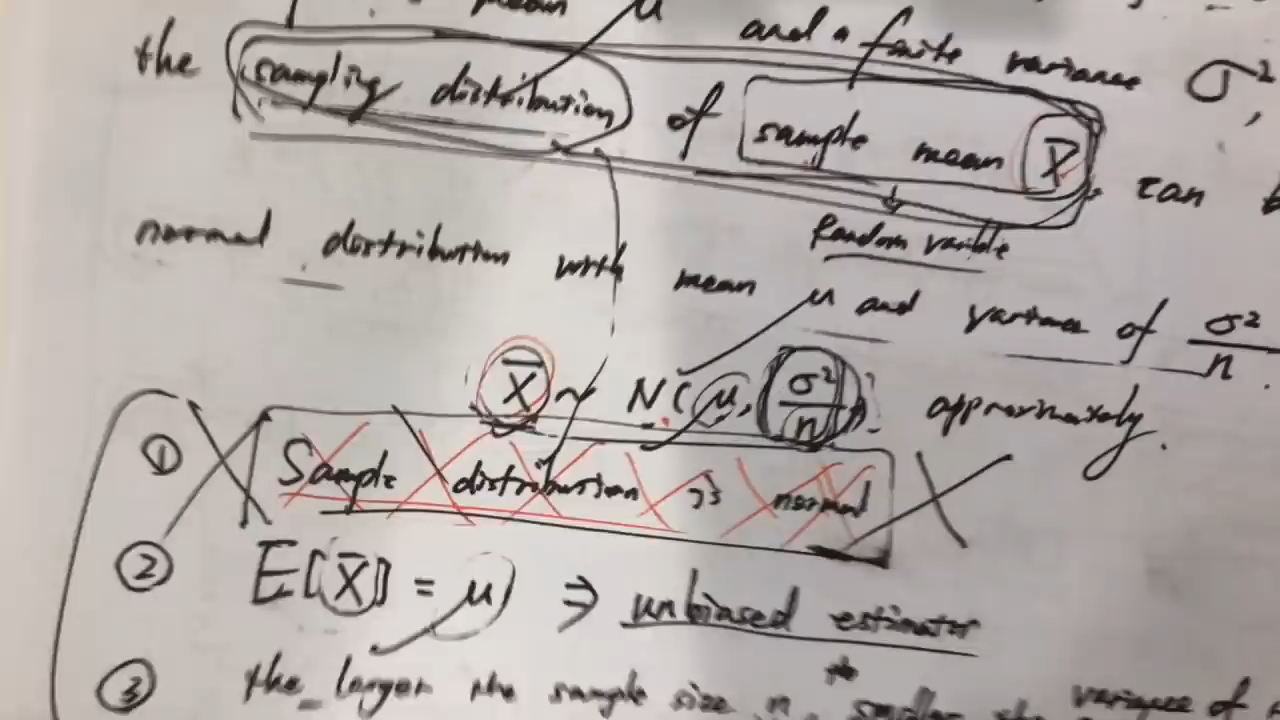 mean μ and a finite variance σ²,
the sampling distribution of sample mean X̄ can
Random variable
normal distribution with mean μ and variance of σ²/n.
X̄ ~ N(μ, σ²/n) approximately.
① Sample distribution is normal
② E[X̄] = μ ⇒ unbiased estimator
③ the larger the sample size n, smaller the variance of